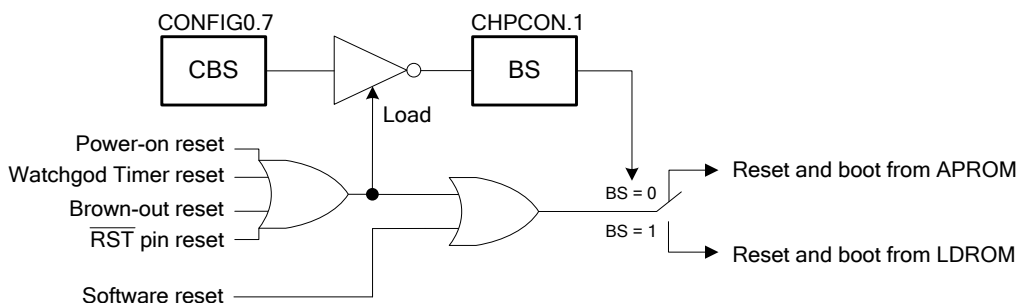 CONFIG0.7
CHPCON.1
CBS
BS
Load
Power-on reset
Watchgod Timer reset
Brown-out reset
RST pin reset
Software reset
BS = 0
BS = 1
Reset and boot from APROM
Reset and boot from LDROM